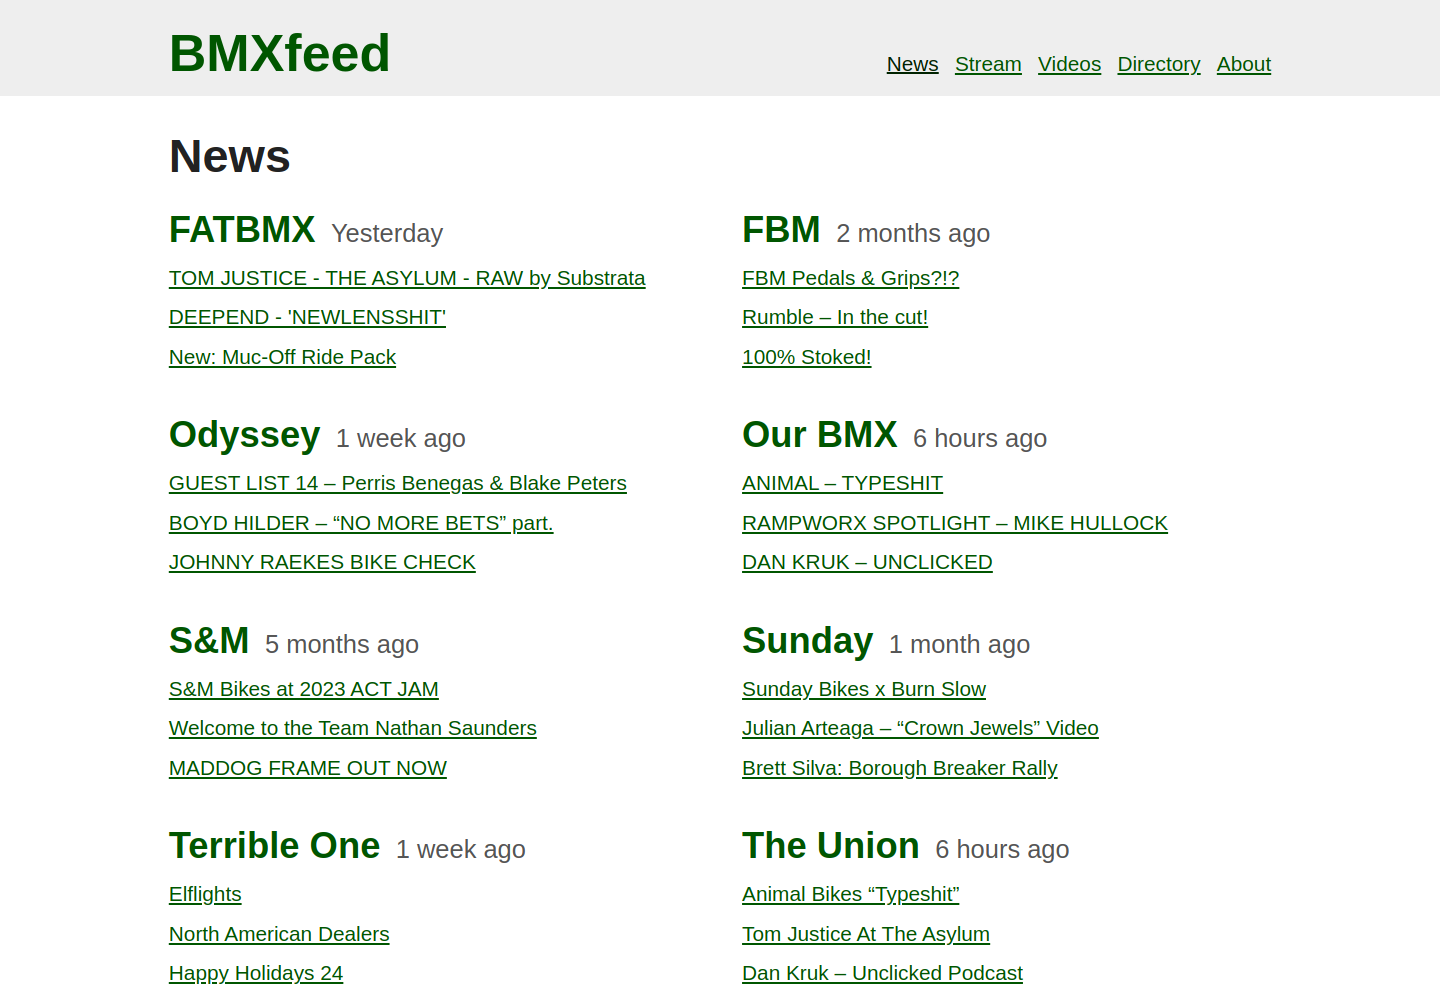 BMXfeed
News Stream Videos Directory About
News
FATBMX Yesterday
TOM JUSTICE - THE ASYLUM - RAW by Substrata
DEEPEND - 'NEWLENSSHIT'
New: Muc-Off Ride Pack
FBM 2 months ago
FBM Pedals & Grips?!?
Rumble – In the cut!
100% Stoked!
Odyssey 1 week ago
GUEST LIST 14 – Perris Benegas & Blake Peters
BOYD HILDER – “NO MORE BETS” part.
JOHNNY RAEKES BIKE CHECK
Our BMX 6 hours ago
ANIMAL – TYPESHIT
RAMPWORX SPOTLIGHT – MIKE HULLOCK
DAN KRUK – UNCLICKED
S&M 5 months ago
S&M Bikes at 2023 ACT JAM
Welcome to the Team Nathan Saunders
MADDOG FRAME OUT NOW
Sunday 1 month ago
Sunday Bikes x Burn Slow
Julian Arteaga – “Crown Jewels” Video
Brett Silva: Borough Breaker Rally
Terrible One 1 week ago
Elflights
North American Dealers
Happy Holidays 24
The Union 6 hours ago
Animal Bikes “Typeshit”
Tom Justice At The Asylum
Dan Kruk – Unclicked Podcast